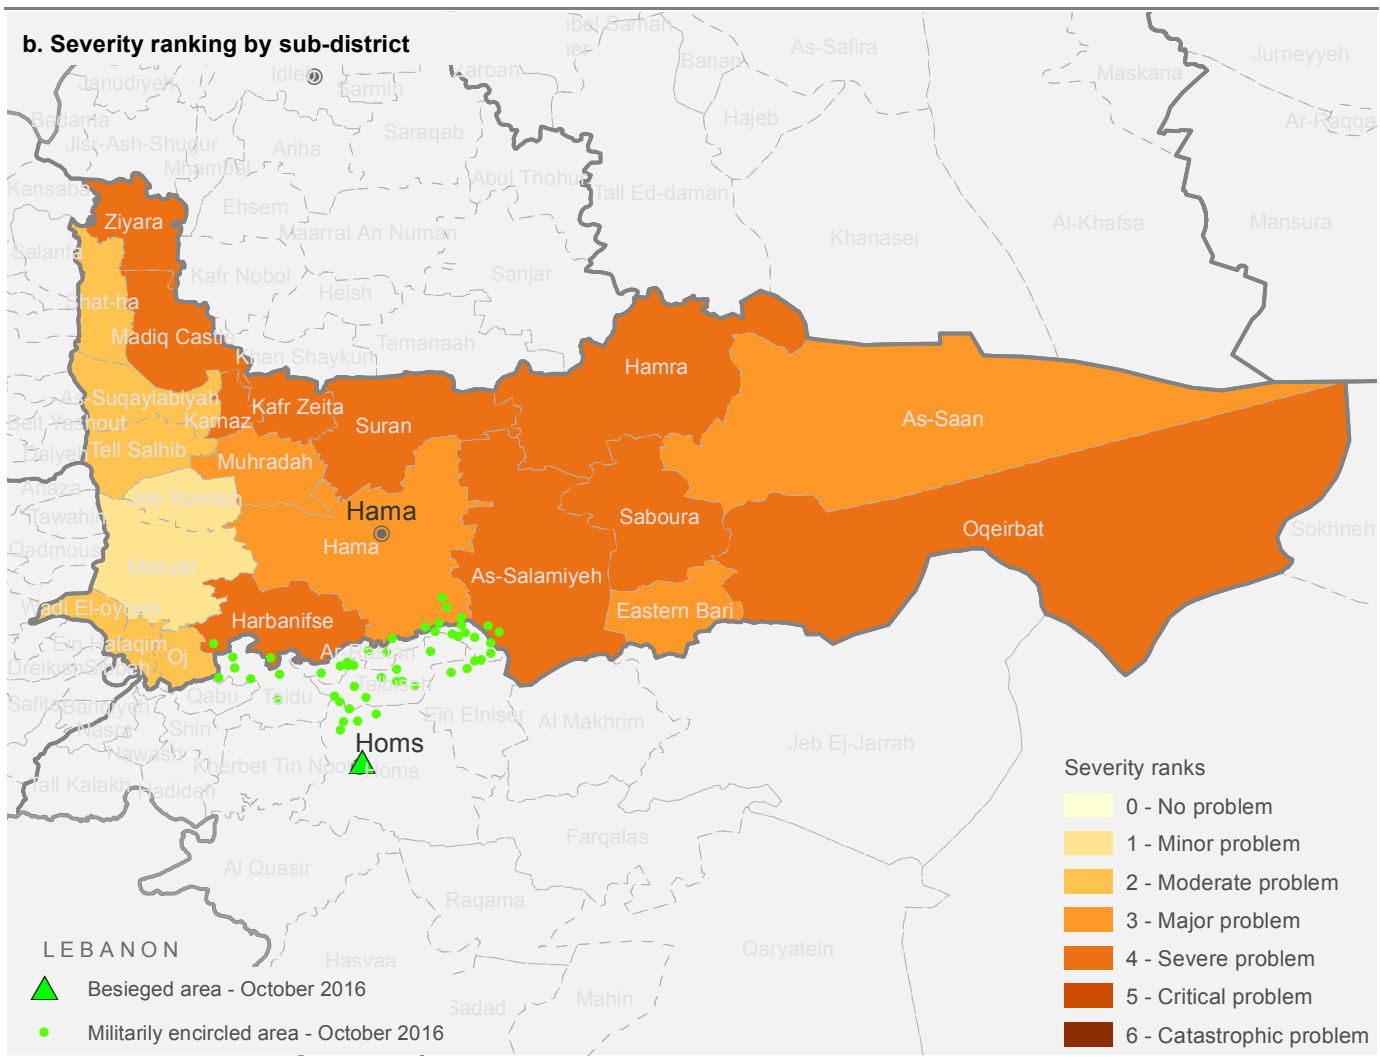 b. Severity ranking by sub-district
As-Safira
Jurneyyeh
Banan
Idleb
Maskana
Janudiyeh
Sarmin
Hajeb
Ar-Raqqa
Badama
Saraqab
Jisr-Ash-Shugur
Ariha
Mhambal
Abul Thohur
Kansaba
Tall Ed-daman
Ehsem
Ziyara
Al-Khafsa
Mansura
Maarrat An Numan
Khanaser
Salanfa
Kafr Nobol
Sanjar
Heish
Shat-ha
Madiq Castle
Tamanaah
Khan Shaykun
Hamra
As-Suqaylabiyah
Kafr Zeita
Karnaz
As-Saan
Beit Yashout
Suran
Tell Salhib
Dalyeh
Muhradah
Anaza
Jeb Ramleh
Hama
Tawahin
Saboura
Oqeirbat
Sokhneh
Qadmous
Hama
Masyaf
As-Salamiyeh
Wadi El-oyoun
Eastern Bari
Harbanifse
Ein Halaqim
Ar-Rastan
Oj
Dreikish
Sibbeh
Talbiseh
Qabu
Taldu
Safita
Bariqiyeh
Ein Elniser
Al Makhrim
Nasra
Shin
Homs
Jeb Ej-Jarrah
Hawash
Kherbet Tin Noor
Homs
Tall Kalakh
Hadideh
Farqalas
Al Quasir
Raqama
Qaryatein
Hasyaa
Mahin
Sadad
LEBANON
Besieged area - October 2016
Militarily encircled area - October 2016
Severity ranks
0 - No problem
1 - Minor problem
2 - Moderate problem
3 - Major problem
4 - Severe problem
5 - Critical problem
6 - Catastrophic problem